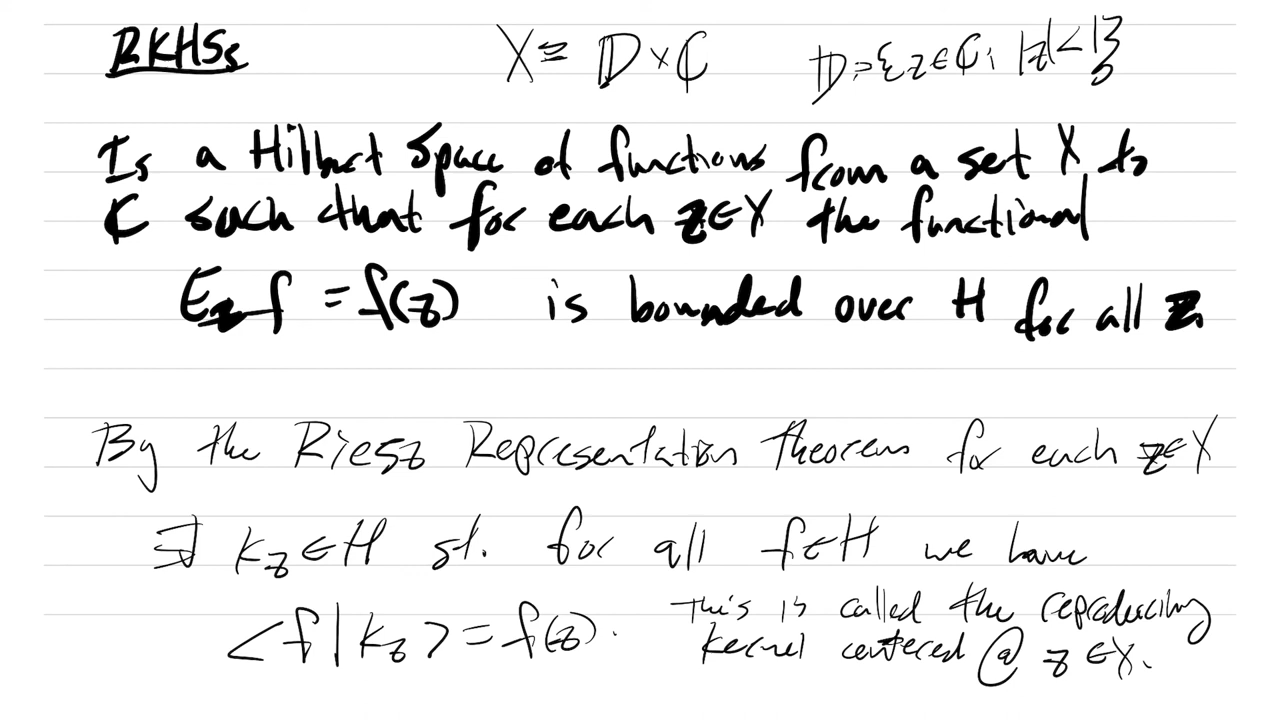 RKHSs X = 𝔻 × ℂ 𝔻 = {z ∈ ℂ : |z| < 1}
Is a Hilbert Space of functions from a set X to
ℂ such that for each z ∈ X the functional
E_z f = f(z) is bounded over H for all z.
By the Riesz Representation theorem for each z ∈ X
∃ k_z ∈ H st. for all f ∈ H we have
<f | k_z> = f(z).
This is called the reproducing
kernel centered @ z ∈ X.